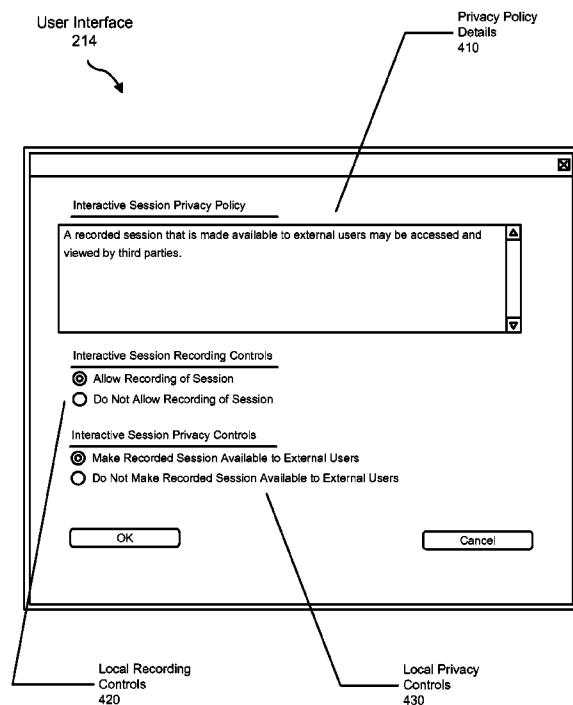 User Interface
214
Privacy Policy
Details
410
Interactive Session Privacy Policy
A recorded session that is made available to external users may be accessed and
viewed by third parties.
Interactive Session Recording Controls
Allow Recording of Session
Do Not Allow Recording of Session
Interactive Session Privacy Controls
Make Recorded Session Available to External Users
Do Not Make Recorded Session Available to External Users
OK
Cancel
Local Recording
Controls
420
Local Privacy
Controls
430